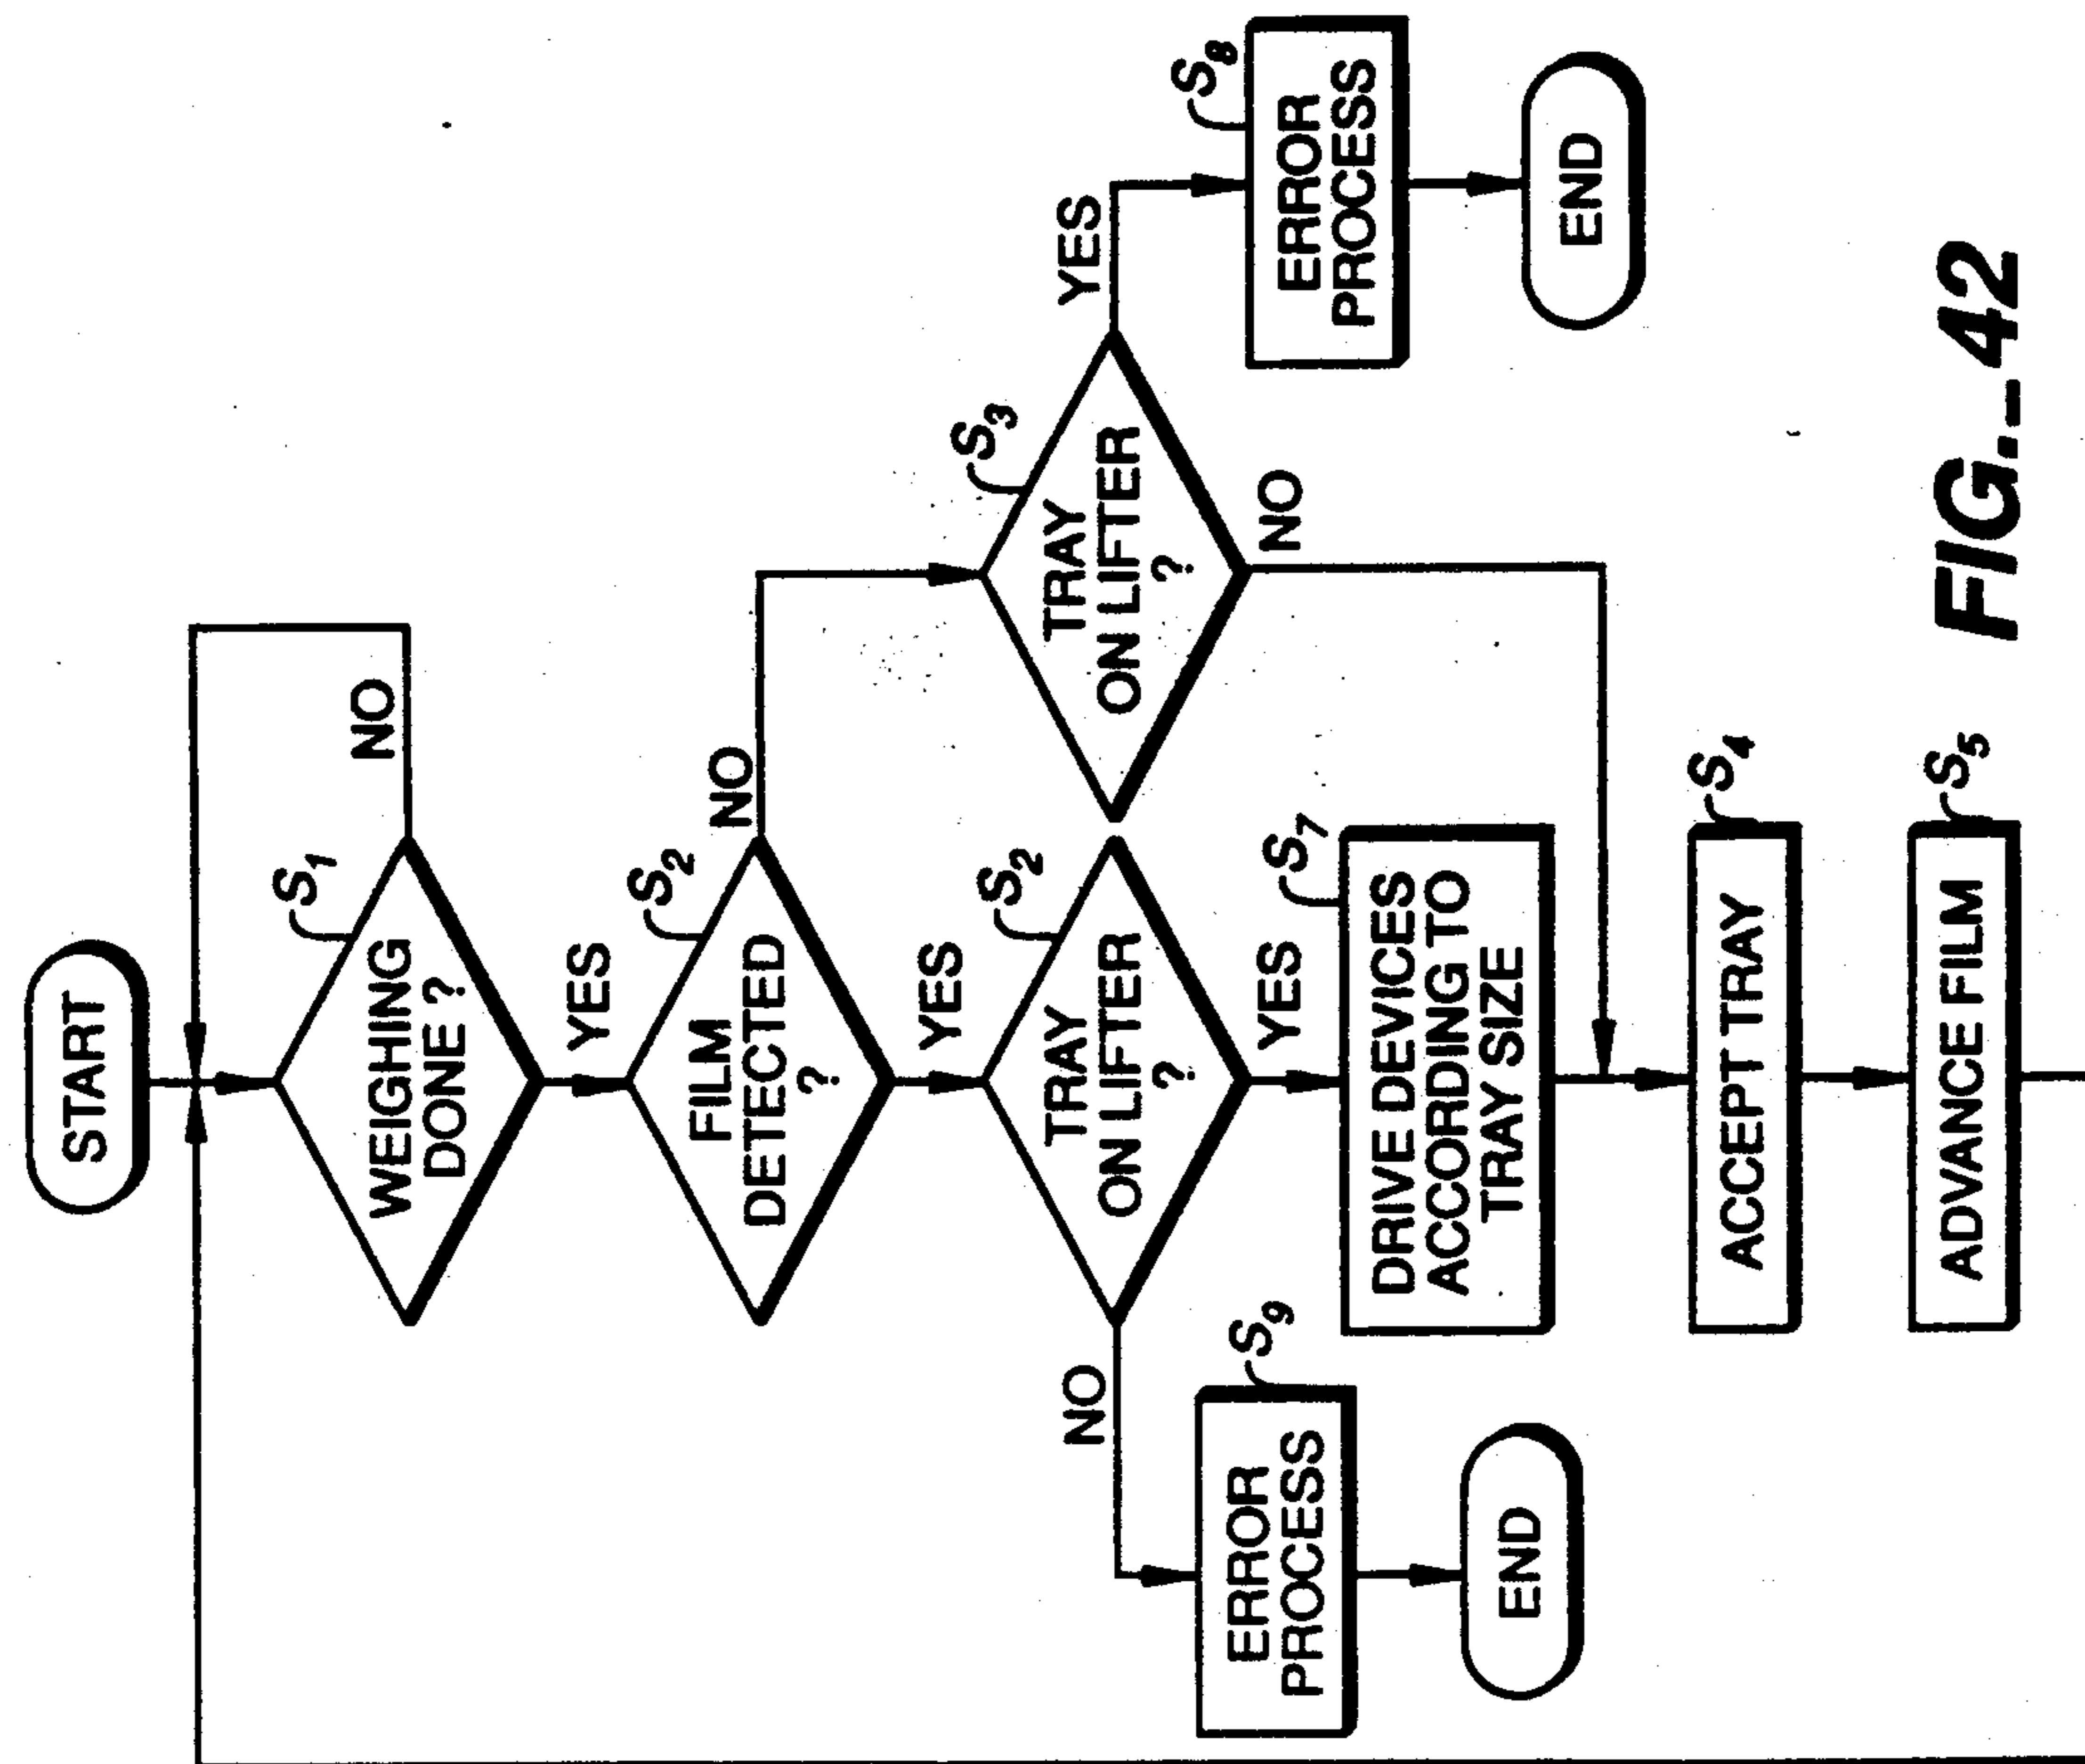 START
S1
WEIGHING
DONE ?
NO
YES
S2
FILM
DETECTED
?
NO
YES
S2
TRAY
ON LIFTER
?
NO
YES
S3
TRAY
ON LIFTER
?
YES
NO
S8
ERROR
PROCESS
END
S9
ERROR
PROCESS
END
S7
DRIVE DEVICES
ACCORDING TO
TRAY SIZE
S4
ACCEPT TRAY
S5
ADVANCE FILM
FIG._42